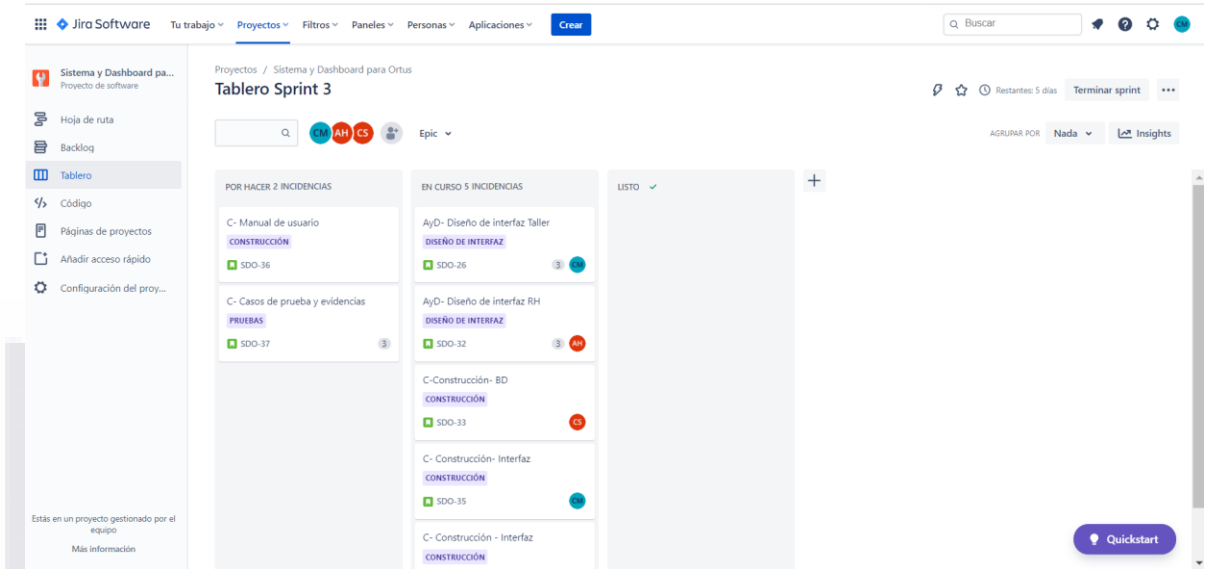 Jira Software
Tu trabajo
Proyectos
Filtros
Paneles
Personas
Aplicaciones
Crear
Buscar
CM
Sistema y Dashboard pa...
Proyecto de software
Hoja de ruta
Backlog
Tablero
Código
Páginas de proyectos
Añadir acceso rápido
Configuración del proy...
Estás en un proyecto gestionado por el
equipo
Más información
Proyectos / Sistema y Dashboard para Ortus
Tablero Sprint 3
Restantes: 5 días
Terminar sprint
CM AH CS
Epic
AGRUPAR POR
Nada
Insights
POR HACER 2 INCIDENCIAS
C- Manual de usuario
CONSTRUCCIÓN
SDO-36
C- Casos de prueba y evidencias
PRUEBAS
SDO-37 3
EN CURSO 5 INCIDENCIAS
AyD- Diseño de interfaz Taller
DISEÑO DE INTERFAZ
SDO-26 3 CM
AyD- Diseño de interfaz RH
DISEÑO DE INTERFAZ
SDO-32 3 AH
C-Construcción- BD
CONSTRUCCIÓN
SDO-33 CS
C- Construcción- Interfaz
CONSTRUCCIÓN
SDO-35 CM
C- Construcción - Interfaz
CONSTRUCCIÓN
LISTO
Quickstart